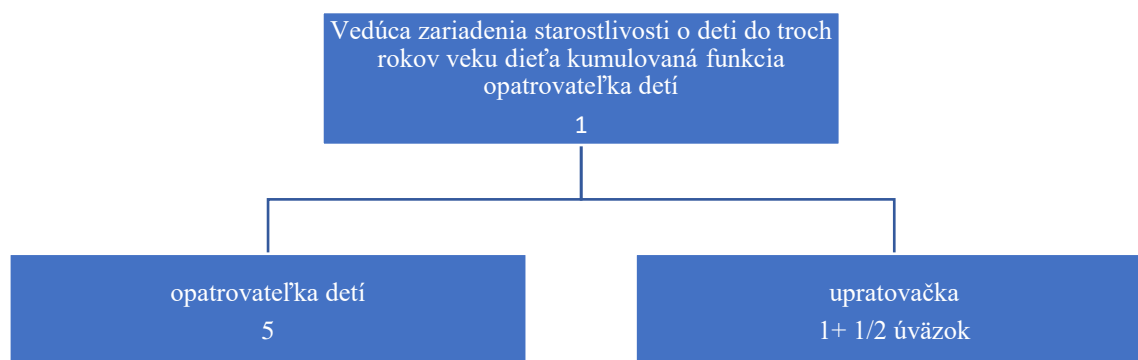 Vedúca zariadenia starostlivosti o deti do troch
rokov veku dieťa kumulovaná funkcia
opatrovateľka detí
1
opatrovateľka detí
5
upratovačka
1+ 1/2 úväzok